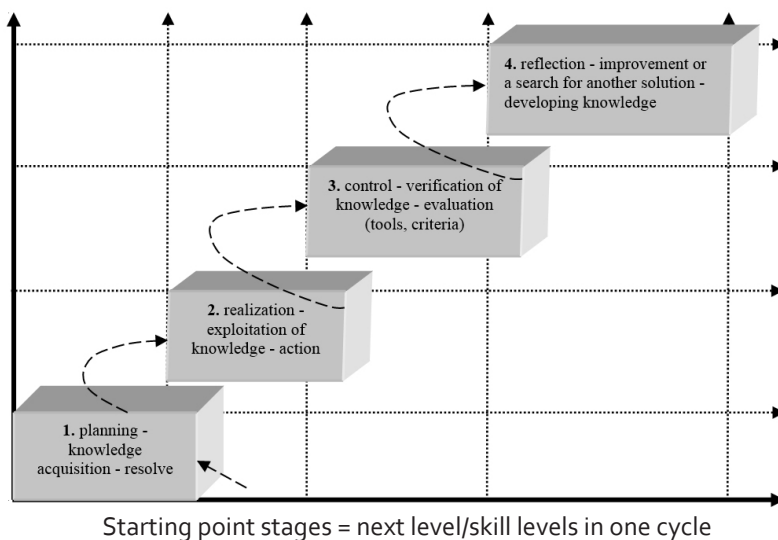 4. reflection - improvement or
a search for another solution -
developing knowledge
3. control - verification of
knowledge - evaluation
(tools, criteria)
2. realization -
exploitation of
knowledge - action
1. planning -
knowledge
acquisition - resolve
Starting point stages = next level/skill levels in one cycle